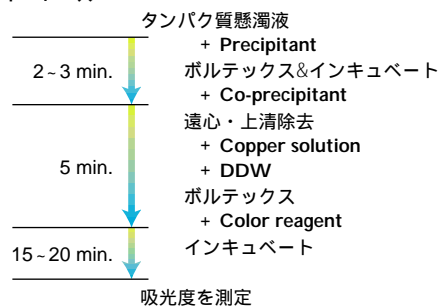 タンパク質懸濁液
+ Precipitant
2~3 min.
ボルテックス&インキュベート
+ Co-precipitant
遠心・上清除去
+ Copper solution
5 min.
+ DDW
ボルテックス
+ Color reagent
15~20 min.
インキュベート
吸光度を測定